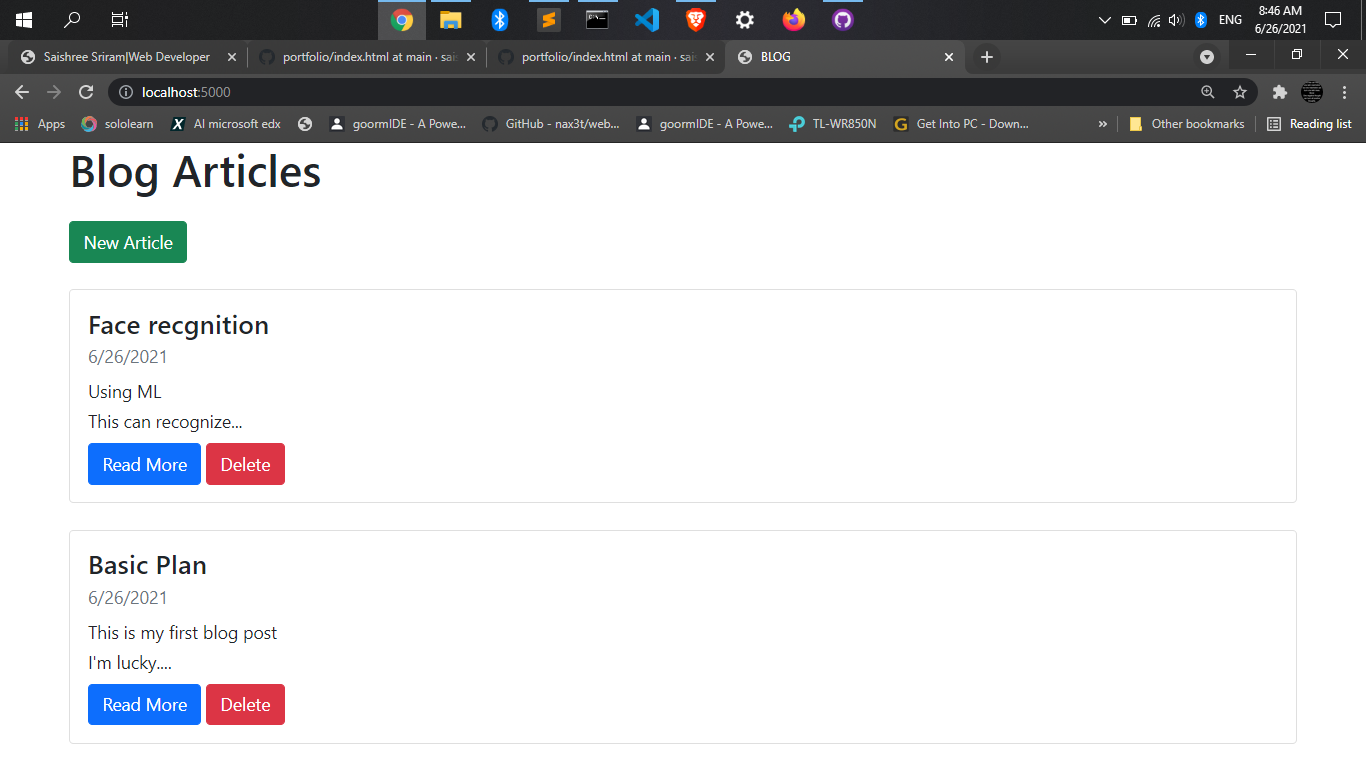 8:46 AM
ENG
6/26/2021
Saishree Sriram|Web Developer
portfolio/index.html at main · sai
portfolio/index.html at main · sais
BLOG
localhost:5000
Apps
sololearn
AI microsoft edx
goormIDE - A Powe...
GitHub - nax3t/web...
goormIDE - A Powe...
TL-WR850N
Get Into PC - Down...
»
Other bookmarks
Reading list
Blog Articles
New Article
Face recgnition
6/26/2021
Using ML
This can recognize...
Read More Delete
Basic Plan
6/26/2021
This is my first blog post
I'm lucky....
Read More Delete